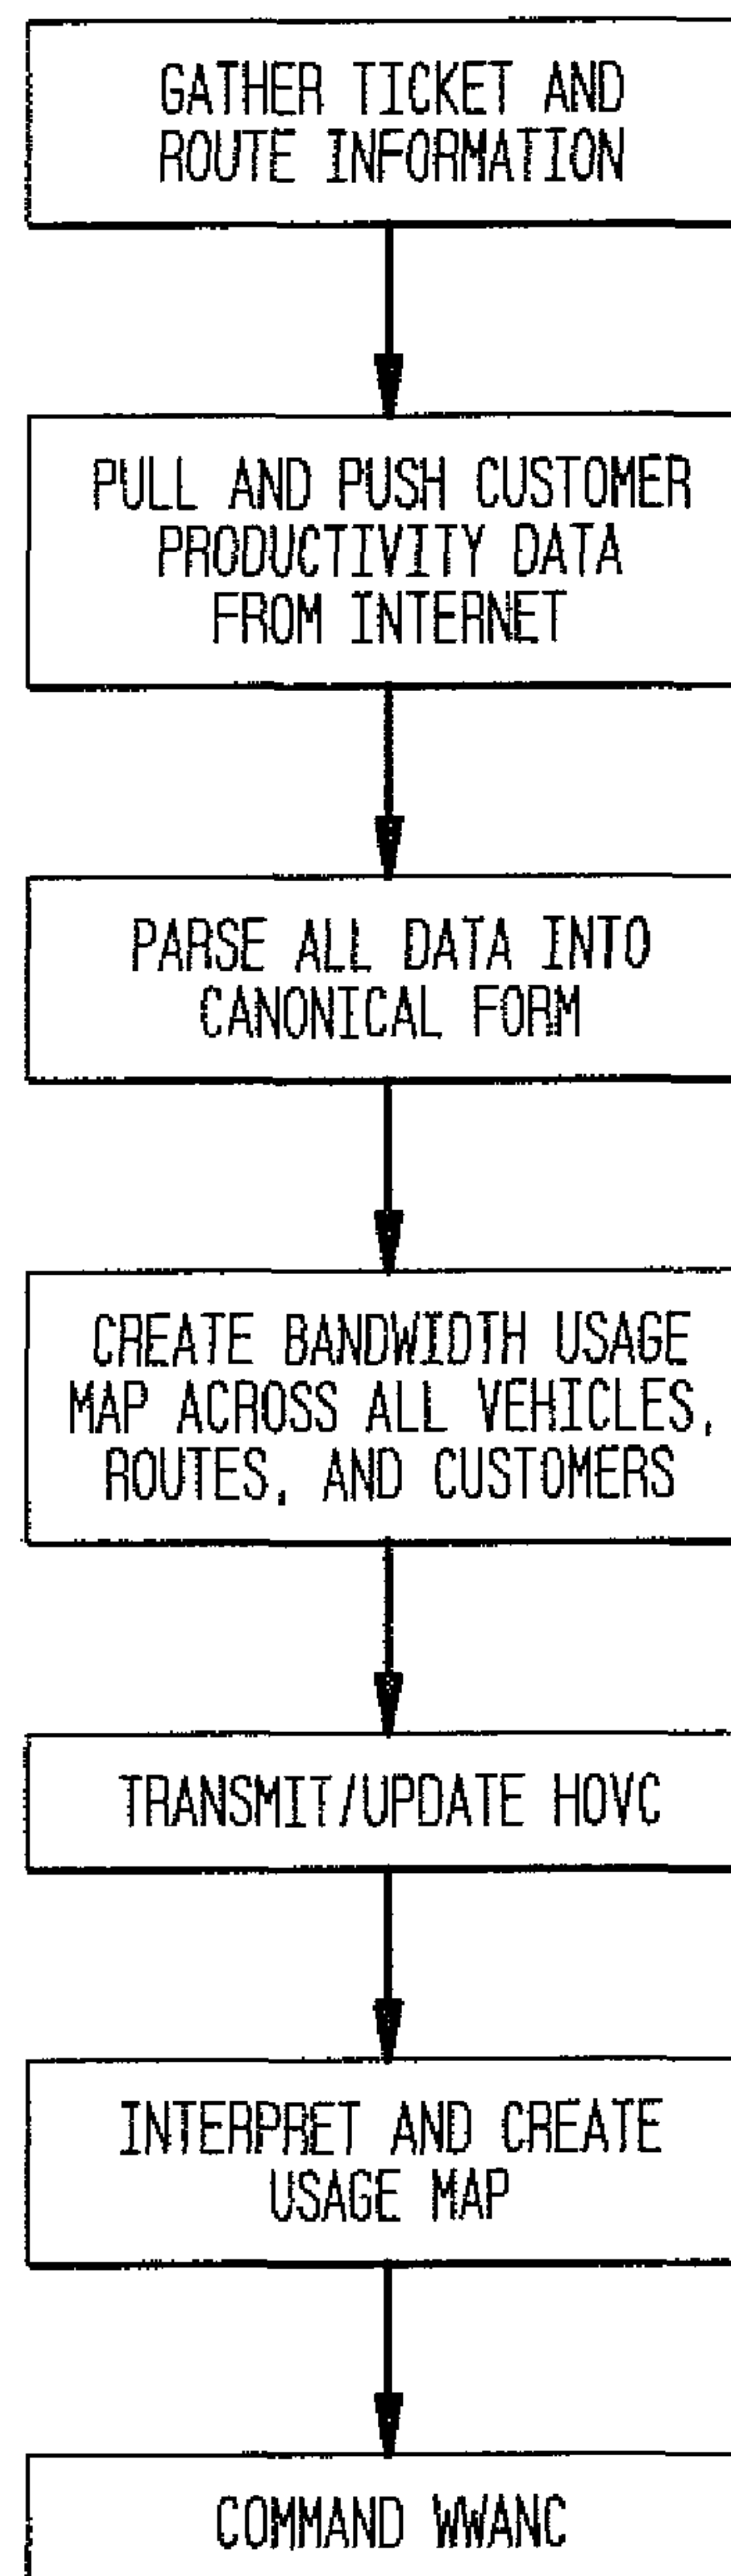 GATHER TICKET AND
ROUTE INFORMATION
PULL AND PUSH CUSTOMER
PRODUCTIVITY DATA
FROM INTERNET
PARSE ALL DATA INTO
CANONICAL FORM
CREATE BANDWIDTH USAGE
MAP ACROSS ALL VEHICLES,
ROUTES, AND CUSTOMERS
TRANSMIT/UPDATE HOVC
INTERPRET AND CREATE
USAGE MAP
COMMAND WWANC